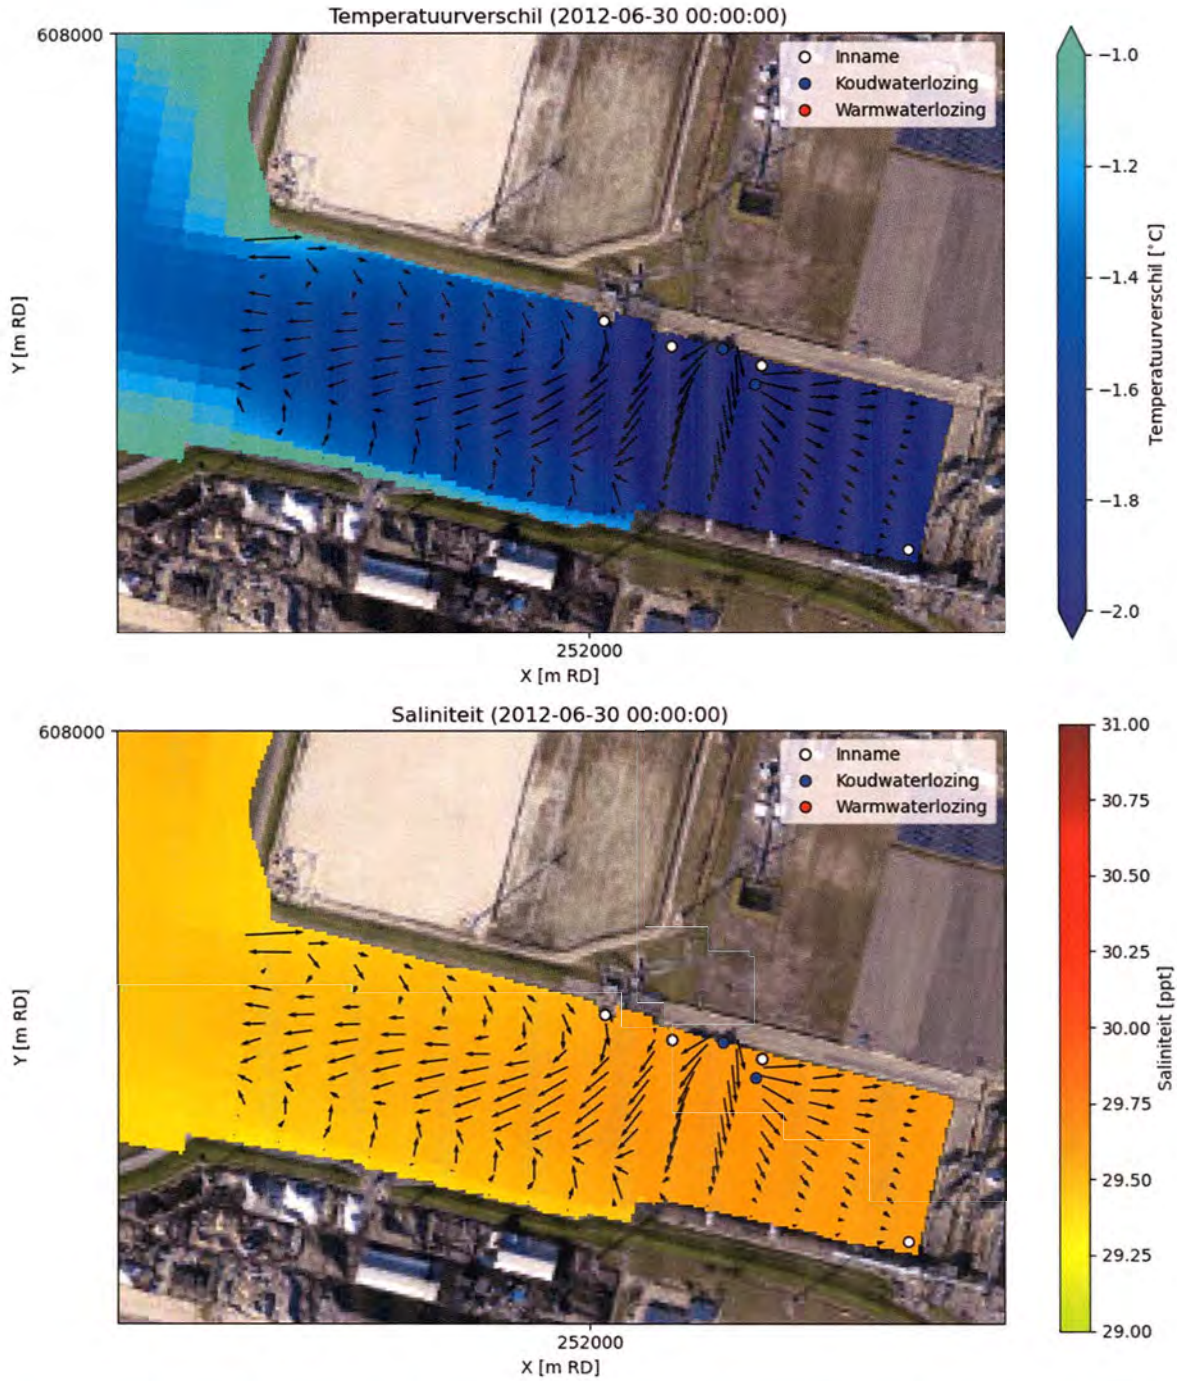 Temperatuurverschil (2012-06-30 00:00:00)
608000
Inname
Koudwaterlozing
Warmwaterlozing
Y [m RD]
252000
X [m RD]
−1.0
−1.2
−1.4
−1.6
−1.8
−2.0
Temperatuurverschil [°C]
Saliniteit (2012-06-30 00:00:00)
608000
Inname
Koudwaterlozing
Warmwaterlozing
Y [m RD]
252000
X [m RD]
31.00
30.75
30.50
30.25
30.00
29.75
29.50
29.25
29.00
Saliniteit [ppt]